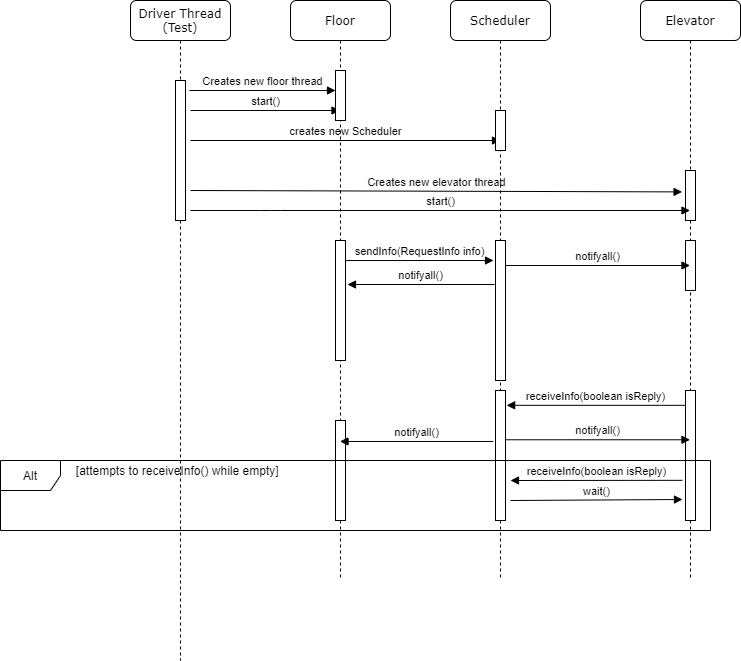 Driver Thread
(Test)
Floor
Scheduler
Elevator
Creates new floor thread
start()
creates new Scheduler
Creates new elevator thread
start()
sendInfo(RequestInfo info)
notifyall()
notifyall()
receiveInfo(boolean isReply)
notifyall()
notifyall()
Alt
[attempts to receiveInfo() while empty]
receiveInfo(boolean isReply)
wait()